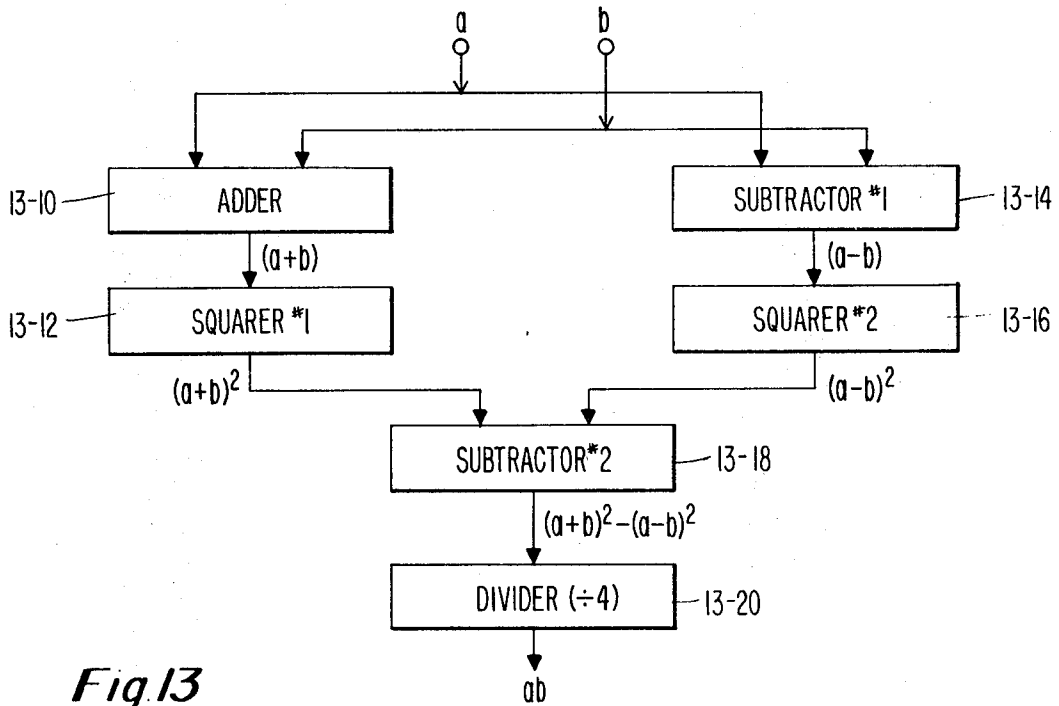 a b
13-10 ADDER SUBTRACTOR #1 13-14
(a+b) (a-b)
13-12 SQUARER #1 SQUARER #2 13-16
(a+b)² (a-b)²
SUBTRACTOR #2 13-18
(a+b)²-(a-b)²
DIVIDER (÷4) 13-20
ab
Fig.13